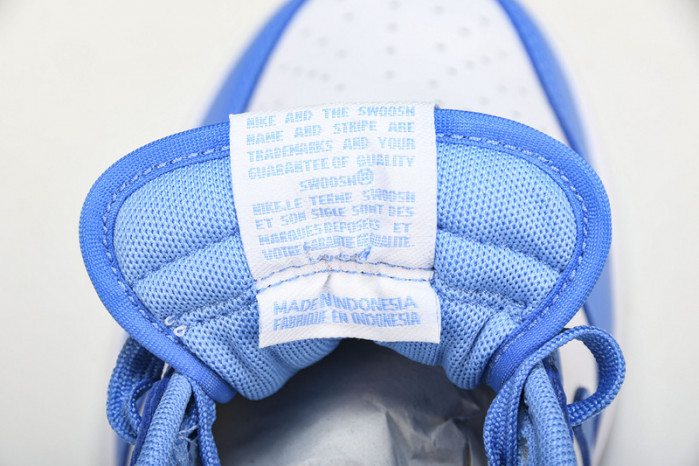 NIKE AND THE SWOOSH
NAME AND STRIPE ARE
TRADEMARKS AND YOUR
GUARANTEE OF QUALITY
SWOOSH®
NIKE.LE TERME SWOOSH
ET SON SIGLE SONT DES
MARQUES DEPOSEES ET
VOTRE GARANTIE DE QUALITE
MADE IN INDONESIA
FABRIQUE EN INDONESIA